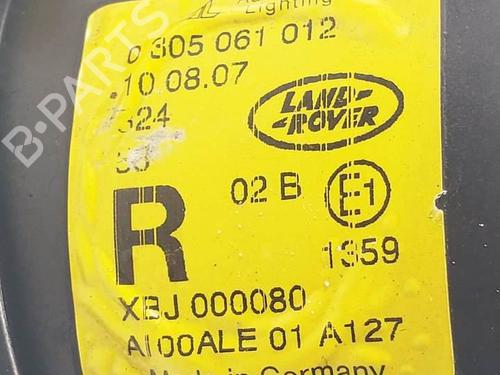 Lighting
0 305 061 012
10 08.07
324
LAND-
ROVER
02 B E1
R
1359
XBJ 000080
AI00ALE 01 A127
Made in Germany
B-PARTS